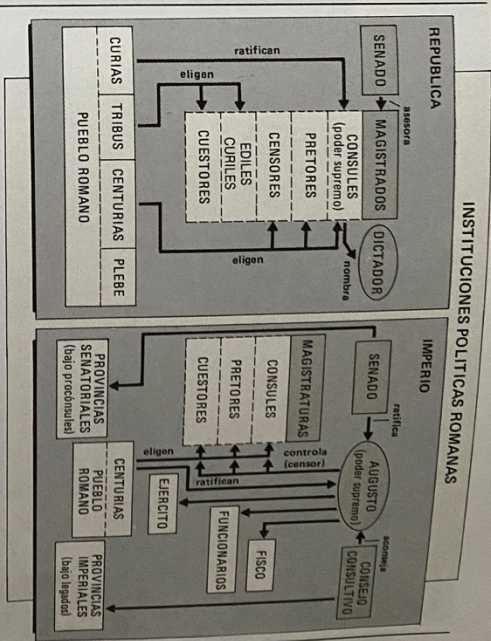 INSTITUCIONES POLITICAS ROMANAS
REPUBLICA
SENADO
asesora
MAGISTRADOS
CONSULES
(poder supremo)
PRETORES
CENSORES
EDILES
CURILES
CUESTORES
DICTADOR
nombra
ratifican
eligen
eligen
CURIAS
TRIBUS
CENTURIAS
PLEBE
PUEBLO ROMANO
IMPERIO
SENADO
ratifica
AUGUSTO
(poder supremo)
aconseja
CONSEJO
CONSULTIVO
MAGISTRATURAS
CONSULES
PRETORES
CUESTORES
controla
(censor)
eligen
ratifican
EJERCITO
FUNCIONARIOS
FISCO
PROVINCIAS
SENATORIALES
(bajo procónsules)
CENTURIAS
PUEBLO
ROMANO
PROVINCIAS
IMPERIALES
(bajo legados)